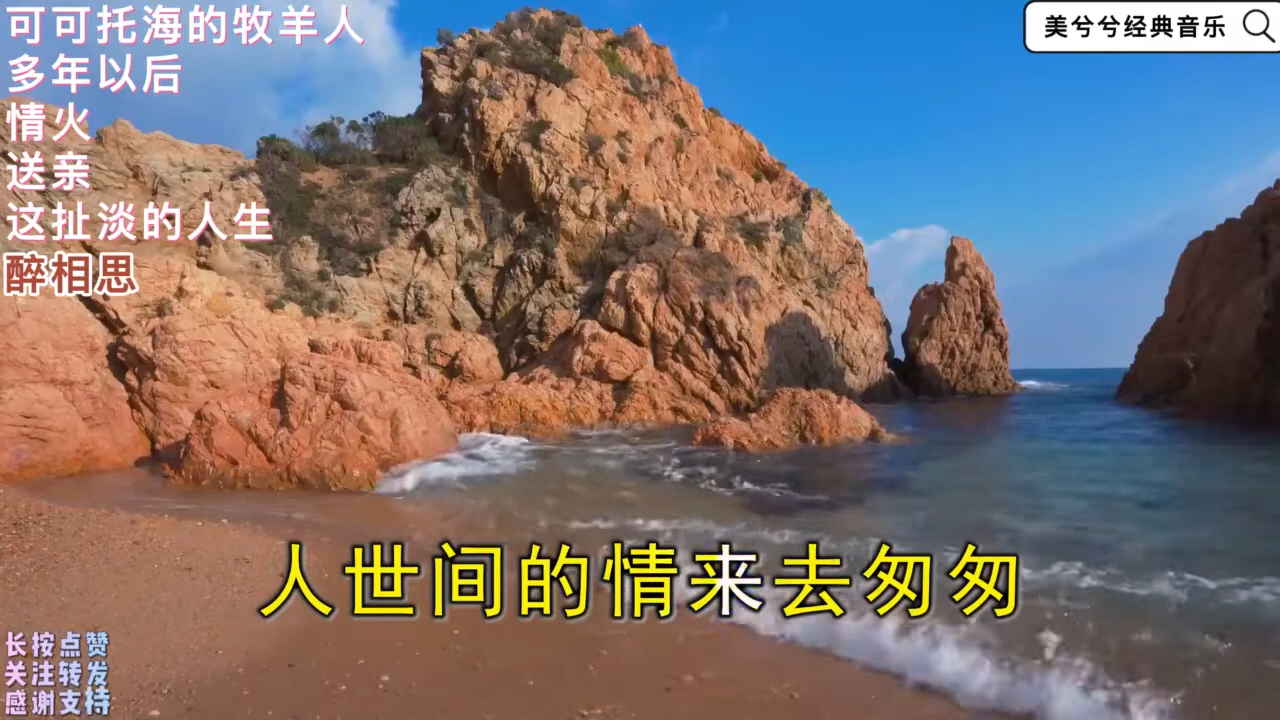 可可托海的牧羊人
多年以后
情火
送亲
这扯淡的人生
醉相思
美兮兮经典音乐
人世间的情来去匆匆
长按点赞
关注转发
感谢支持